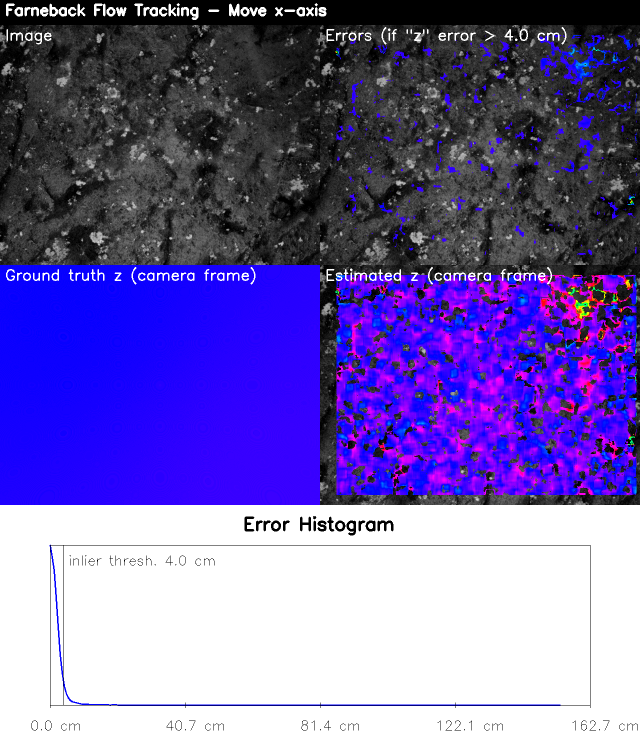 Farneback Flow Tracking - Move x-axis
Image
Errors (if "z" error > 4.0 cm)
Ground truth z (camera frame)
Estimated z (camera frame)
Error Histogram
inlier thresh. 4.0 cm
0.0 cm
40.7 cm
81.4 cm
122.1 cm
162.7 cm